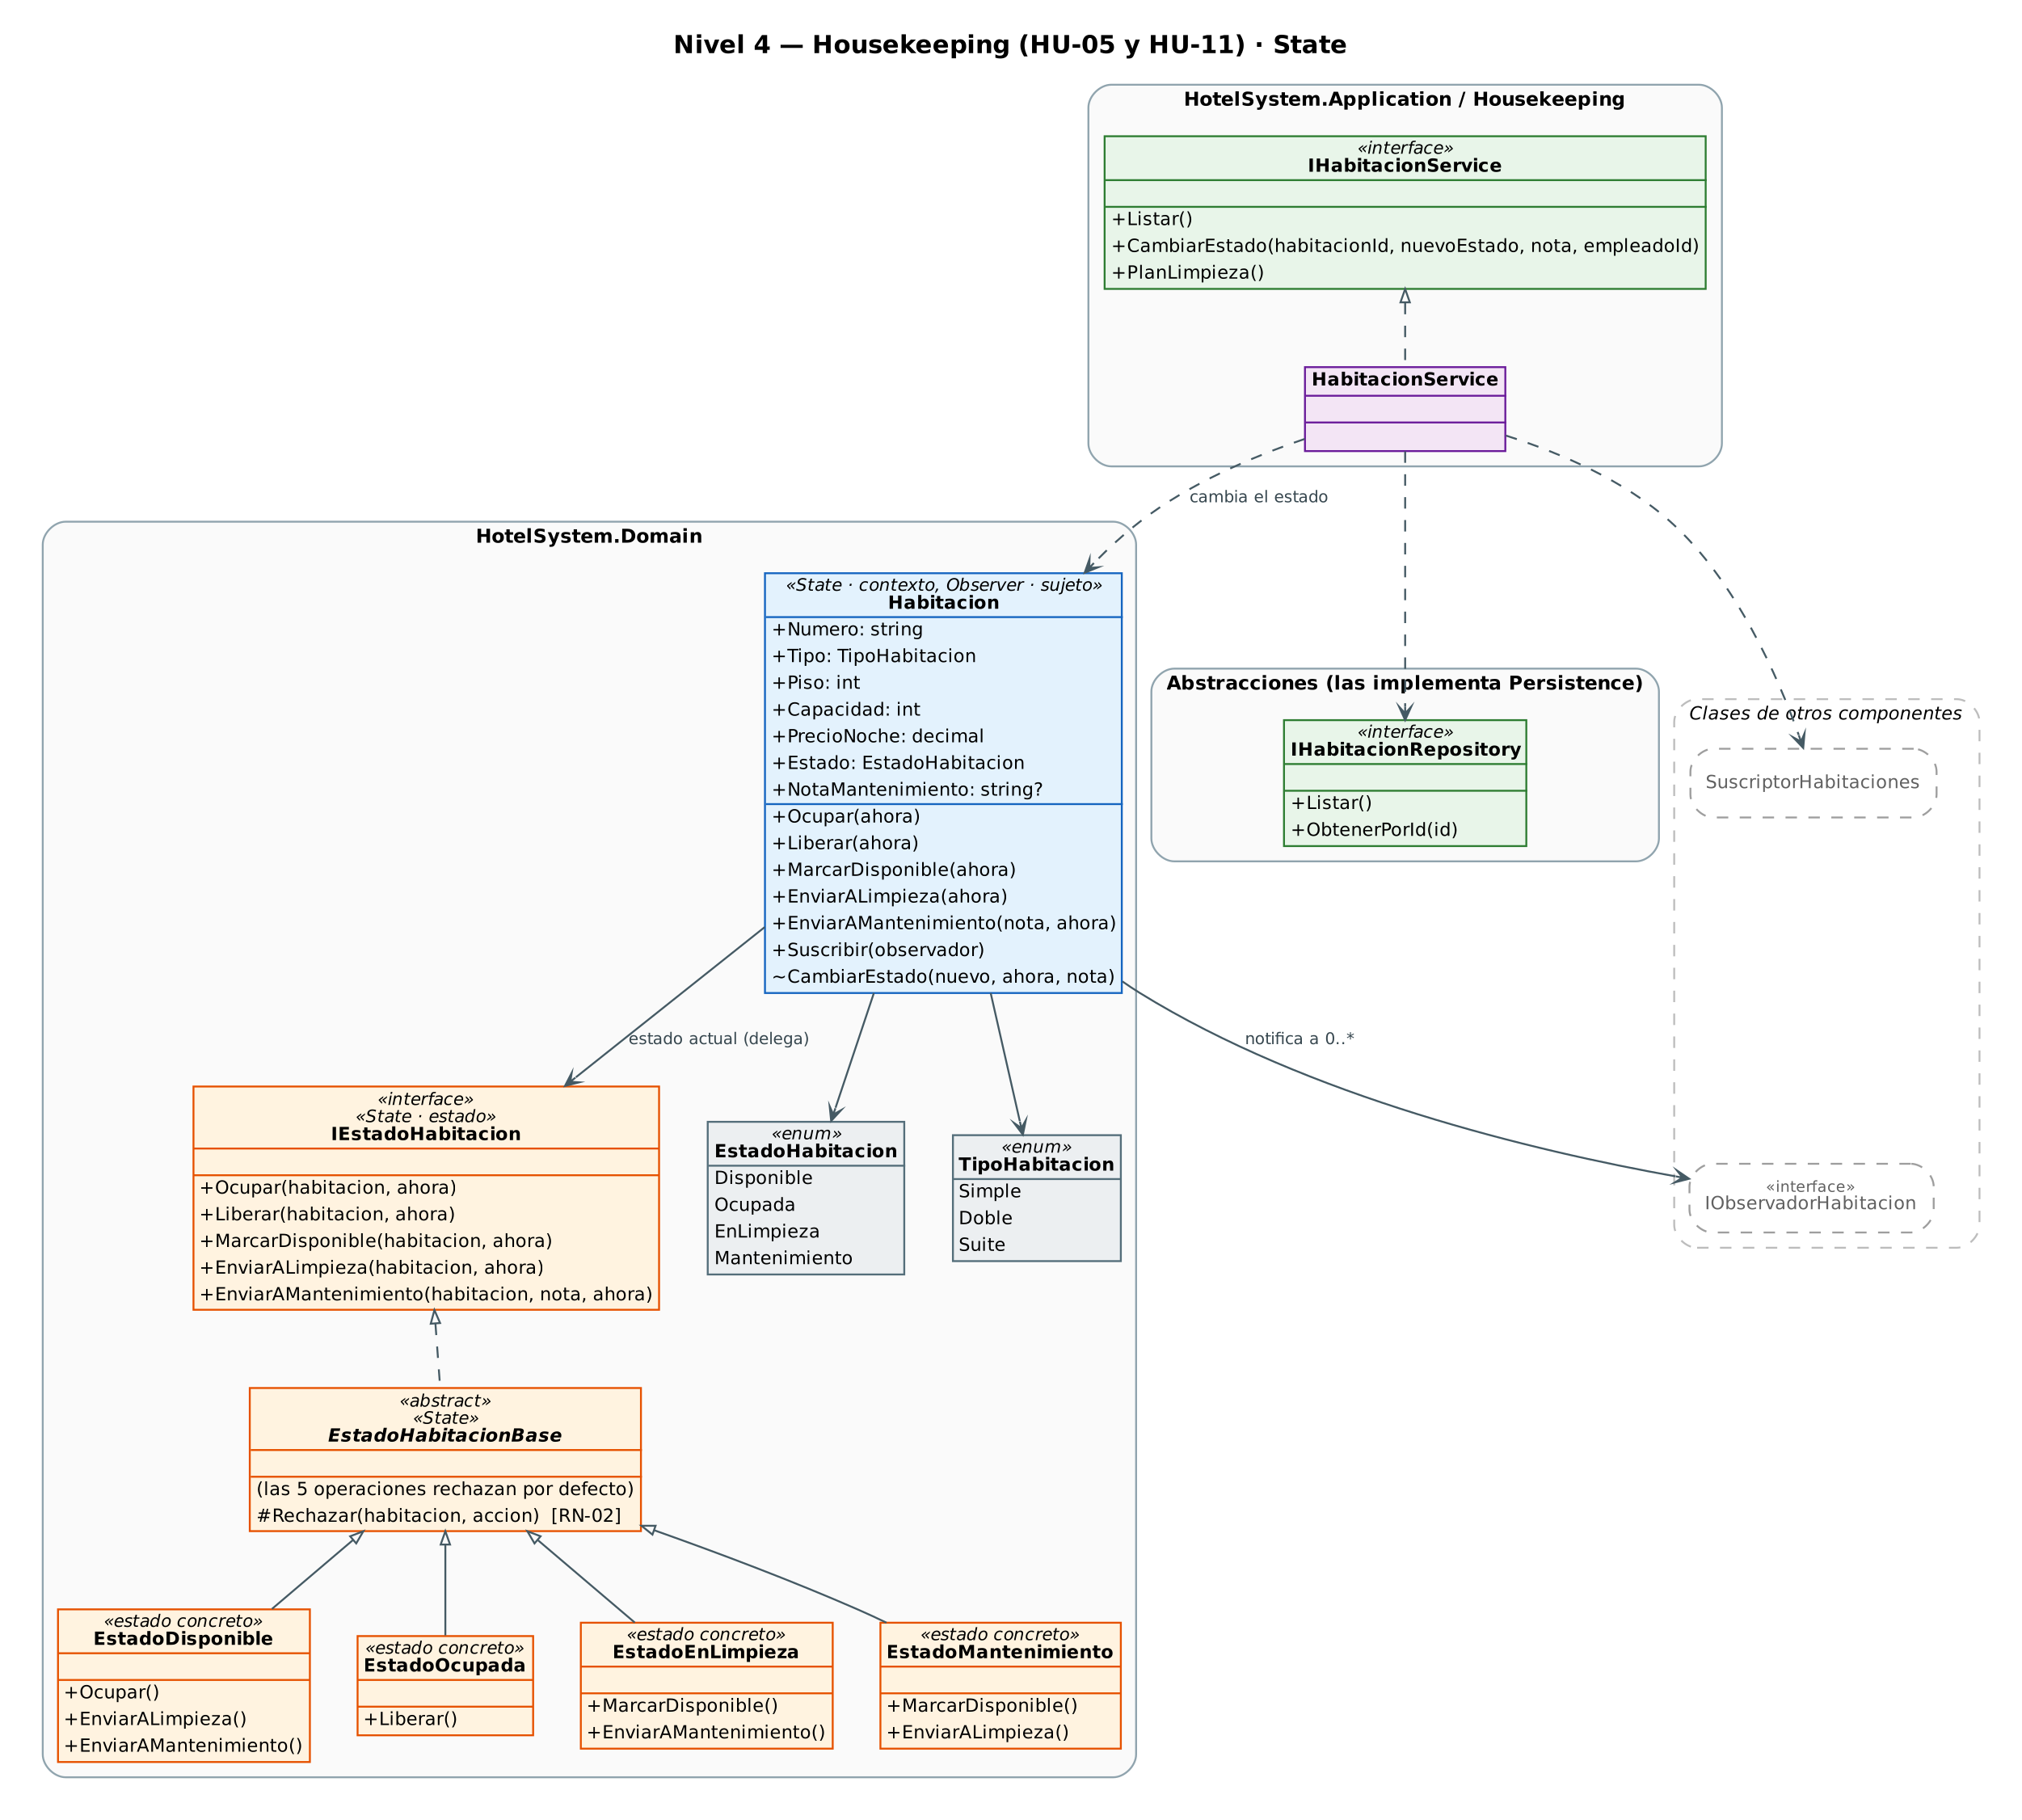 Nivel 4 — Housekeeping (HU-05 y HU-11) · State
HotelSystem.Application / Housekeeping
«interface»
IHabitacionService
+Listar()
+CambiarEstado(habitacionId, nuevoEstado, nota, empleadoId)
+PlanLimpieza()
HabitacionService
cambia el estado
HotelSystem.Domain
«State · contexto, Observer · sujeto»
Habitacion
+Numero: string
+Tipo: TipoHabitacion
+Piso: int
+Capacidad: int
+PrecioNoche: decimal
+Estado: EstadoHabitacion
+NotaMantenimiento: string?
+Ocupar(ahora)
+Liberar(ahora)
+MarcarDisponible(ahora)
+EnviarALimpieza(ahora)
+EnviarAMantenimiento(nota, ahora)
+Suscribir(observador)
~CambiarEstado(nuevo, ahora, nota)
Abstracciones (las implementa Persistence)
«interface»
IHabitacionRepository
+Listar()
+ObtenerPorId(id)
Clases de otros componentes
SuscriptorHabitaciones
estado actual (delega)
notifica a 0..*
«interface»
«State · estado»
IEstadoHabitacion
+Ocupar(habitacion, ahora)
+Liberar(habitacion, ahora)
+MarcarDisponible(habitacion, ahora)
+EnviarALimpieza(habitacion, ahora)
+EnviarAMantenimiento(habitacion, nota, ahora)
«enum»
EstadoHabitacion
Disponible
Ocupada
EnLimpieza
Mantenimiento
«enum»
TipoHabitacion
Simple
Doble
Suite
«interface»
IObservadorHabitacion
«abstract»
«State»
EstadoHabitacionBase
(las 5 operaciones rechazan por defecto)
#Rechazar(habitacion, accion)  [RN-02]
«estado concreto»
EstadoDisponible
+Ocupar()
+EnviarALimpieza()
+EnviarAMantenimiento()
«estado concreto»
EstadoOcupada
+Liberar()
«estado concreto»
EstadoEnLimpieza
+MarcarDisponible()
+EnviarAMantenimiento()
«estado concreto»
EstadoMantenimiento
+MarcarDisponible()
+EnviarALimpieza()